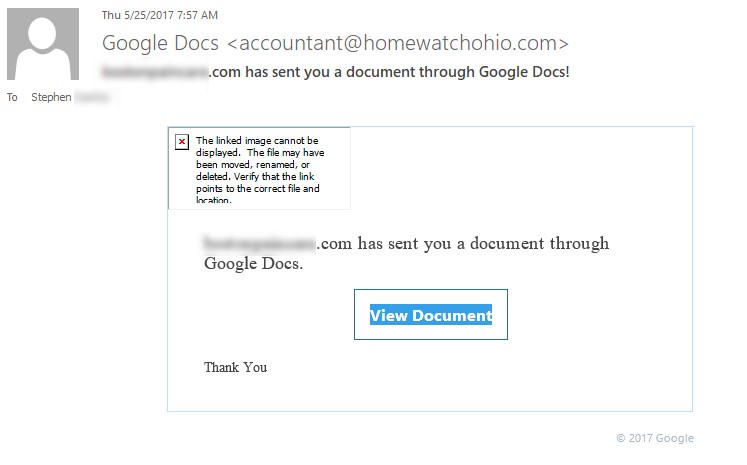 Thu 5/25/2017 7:57 AM
Google Docs <accountant@homewatchohio.com>
.com has sent you a document through Google Docs!
To Stephen
The linked image cannot be
displayed. The file may have
been moved, renamed, or
deleted. Verify that the link
points to the correct file and
location.
.com has sent you a document through
Google Docs.
View Document
Thank You
© 2017 Google